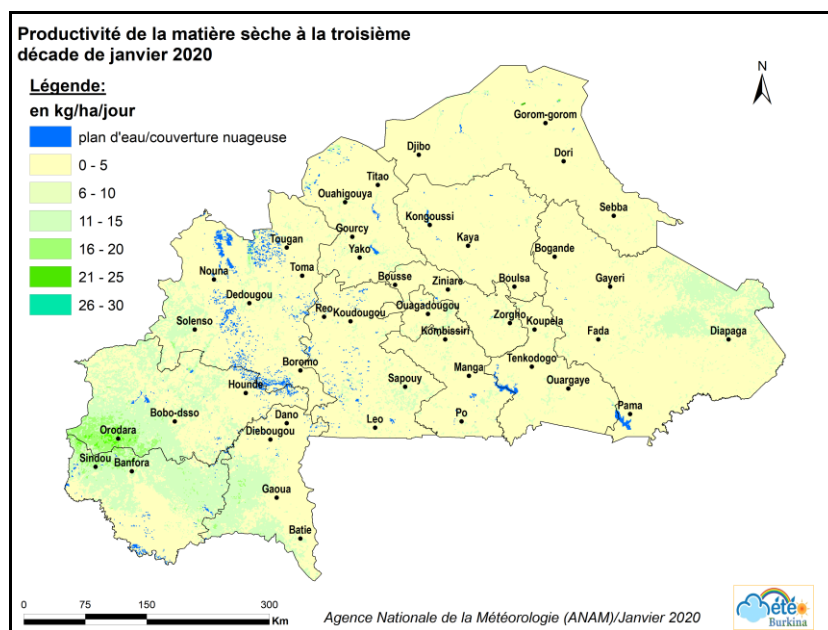 Productivité de la matière sèche à la troisième
décade de janvier 2020
Légende:
en kg/ha/jour
plan d'eau/couverture nuageuse
0 - 5
6 - 10
11 - 15
16 - 20
21 - 25
26 - 30
N
Gorom-gorom
Djibo
Dori
Titao
Ouahigouya
Sebba
Kongoussi
Gourcy
Kaya
Tougan
Yako
Bogande
Toma
Nouna
Bousse
Ziniare
Boulsa
Gayeri
Dedougou
Reo
Koudougou
Ouagadougou
Zorgho
Koupèla
Solenso
Kombissiri
Fada
Diapaga
Boromo
Tenkodogo
Manga
Hounde
Sapouy
Ouargaye
Bobo-dsso
Dano
Leo
Po
Pama
Orodara
Diebougou
Sindou
Banfora
Gaoua
Batie
0 75 150 300
Km
Agence Nationale de la Météorologie (ANAM)/Janvier 2020
Météo
Burkina